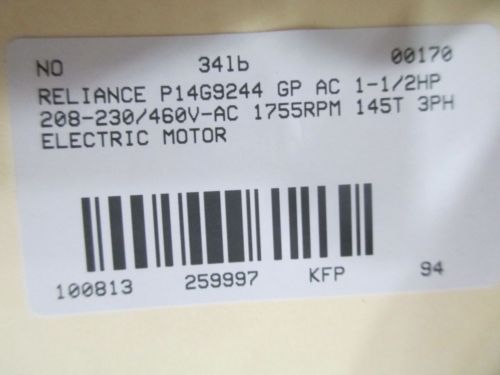 NO 34lb 00170
RELIANCE P14G9244 GP AC 1-1/2HP
208-230/460V-AC 1755RPM 145T 3PH
ELECTRIC MOTOR
100813 259997 KFP 94